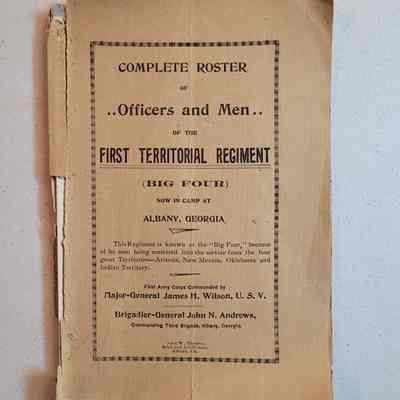 COMPLETE ROSTER
OF
..Officers and Men..
OF THE
FIRST TERRITORIAL REGIMENT
(BIG FOUR)
NOW IN CAMP AT
ALBANY, GEORGIA
This Regiment is known as the "Big Four," because
of its men being mustered into the service from the four
great Territories—Arizona, New Mexico, Oklahoma and
Indian Territory.
First Army Corps Commanded by
Major-General James H. Wilson, U. S. V.
Brigadier-General John N. Andrews,
Commanding Third Brigade, Albany, Georgia.